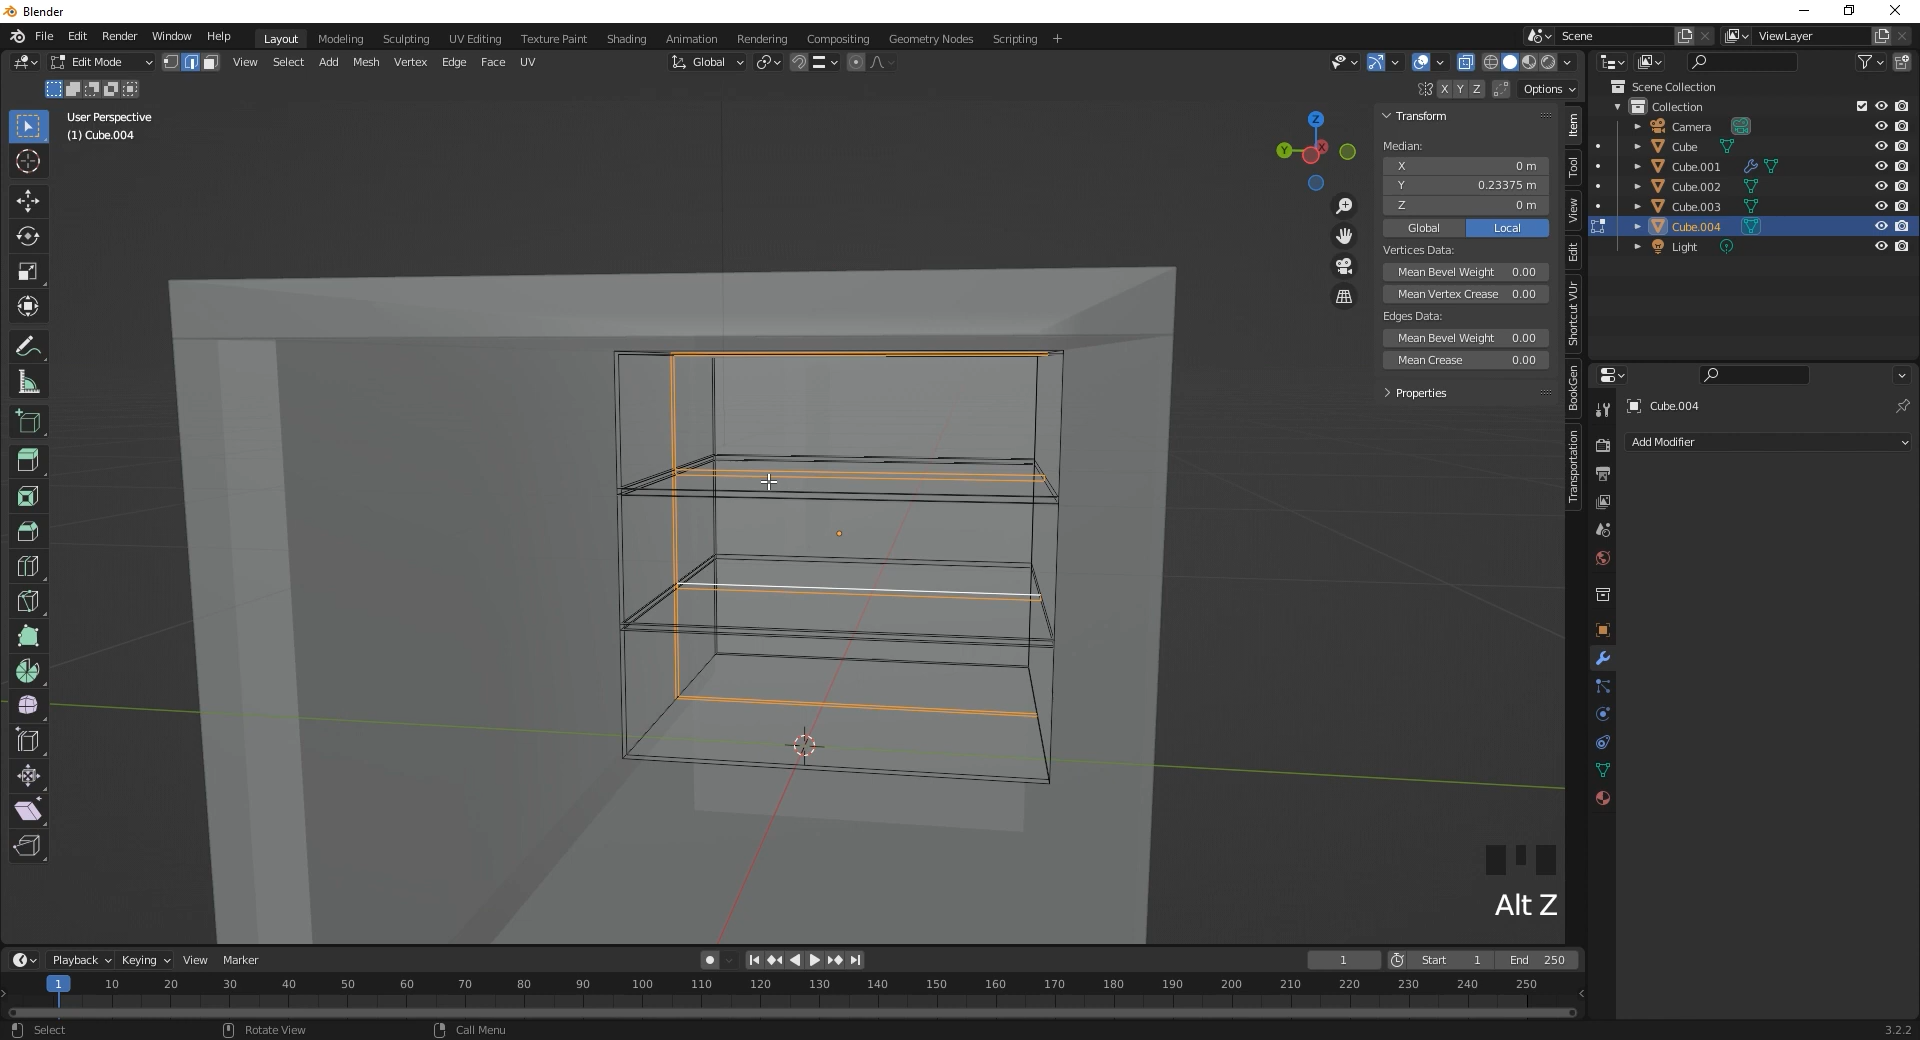 Blender
File Edit Render Window Help Layout Modeling Sculpting UV Editing Texture Paint Shading Animation Rendering Compositing Geometry Nodes Scripting + Scene ViewLayer
Edit Mode View Select Add Mesh Vertex Edge Face UV Global
X Y Z Options
User Perspective
(1) Cube.004
Z
Y X
Transform
Median:
X 0 m
Y 0.23375 m
Z 0 m
Global Local
Vertices Data:
Mean Bevel Weight 0.00
Mean Vertex Crease 0.00
Edges Data:
Mean Bevel Weight 0.00
Mean Crease 0.00
Properties
Item
Tool
View
Edit
Shortcut VUr
BookGen
Transportation
Scene Collection
Collection
Camera
Cube
Cube.001
Cube.002
Cube.003
Cube.004
Light
Cube.004
Add Modifier
Alt Z
Playback Keying View Marker 1 Start 1 End 250
1 10 20 30 40 50 60 70 80 90 100 110 120 130 140 150 160 170 180 190 200 210 220 230 240 250
Select Rotate View Call Menu 3.2.2